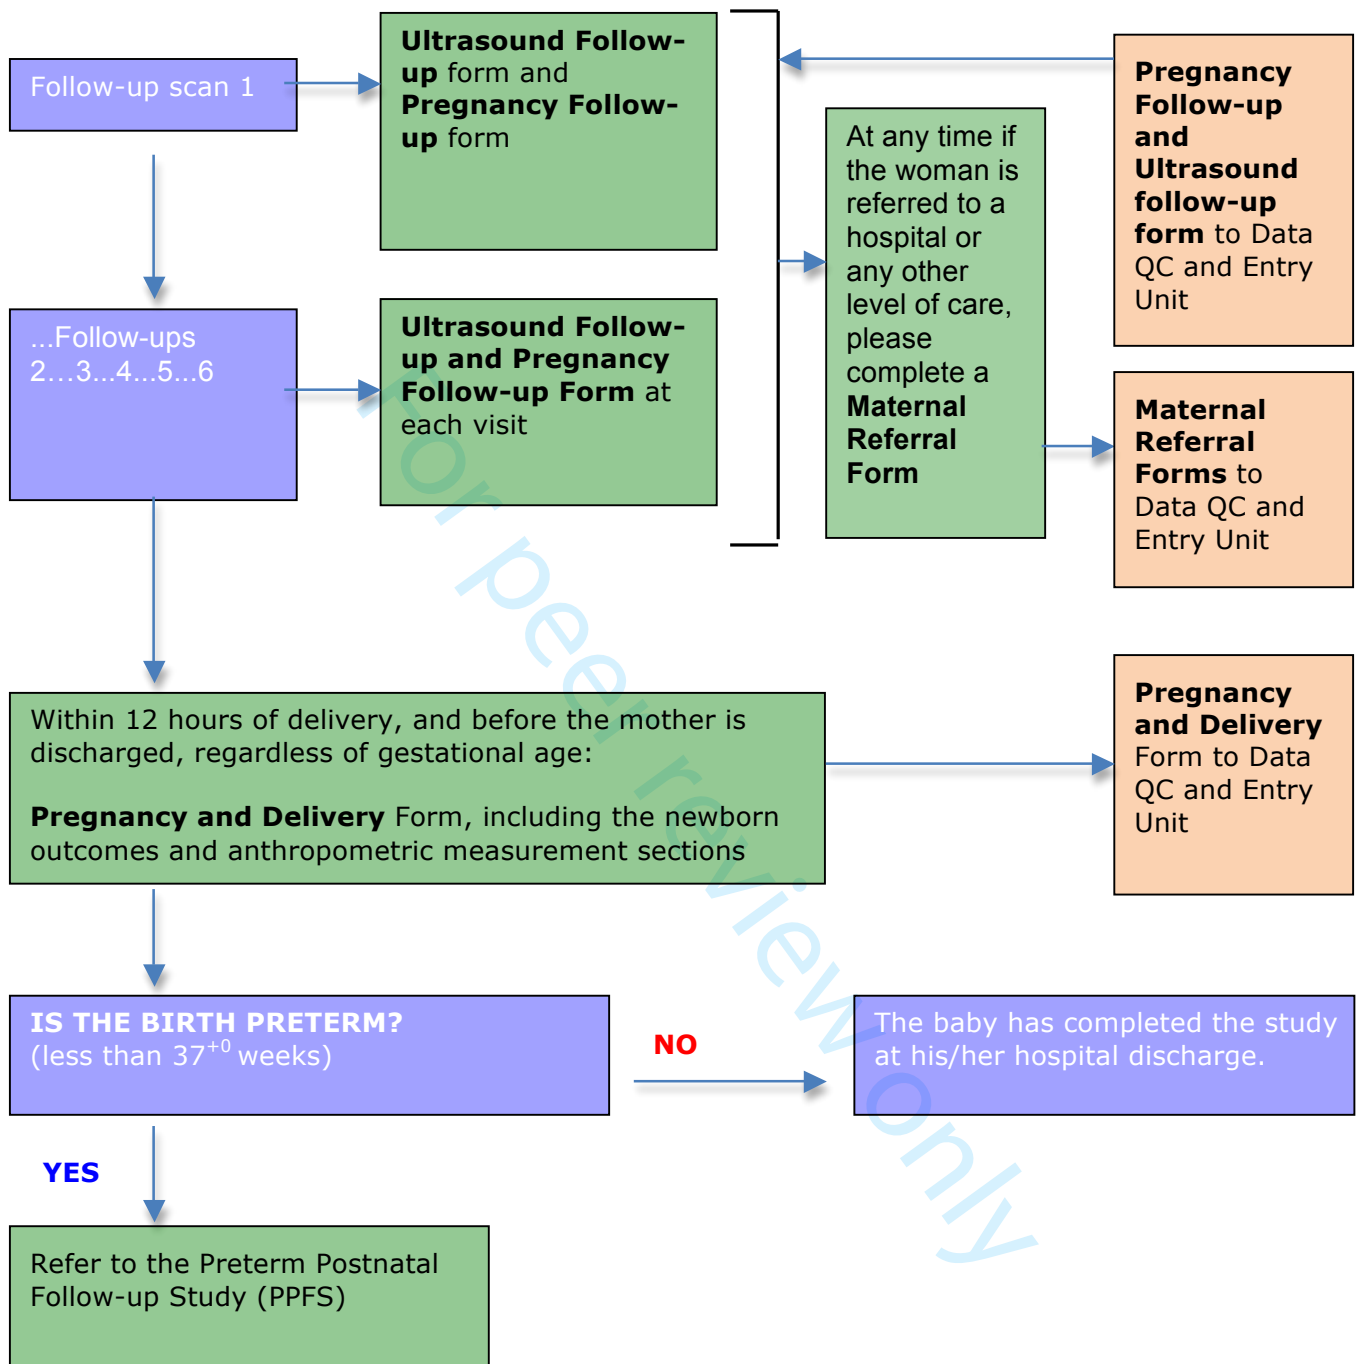 Follow-up scan 1
Ultrasound Follow-
up form and
Pregnancy Follow-
up form
Pregnancy
Follow-up
and
Ultrasound
follow-up
form to Data
QC and Entry
Unit
At any time if
the woman is
referred to a
hospital or
any other
level of care,
please
complete a
Maternal
Referral
Form
...Follow-ups
2...3...4...5...6
Ultrasound Follow-
up and Pregnancy
Follow-up Form at
each visit
Maternal
Referral
Forms to
Data QC and
Entry Unit
Within 12 hours of delivery, and before the mother is
discharged, regardless of gestational age:
Pregnancy and Delivery Form, including the newborn
outcomes and anthropometric measurement sections
Pregnancy
and Delivery
Form to Data
QC and Entry
Unit
IS THE BIRTH PRETERM?
(less than 37+0 weeks)
NO
The baby has completed the study
at his/her hospital discharge.
YES
Refer to the Preterm Postnatal
Follow-up Study (PPFS)
For peer review only